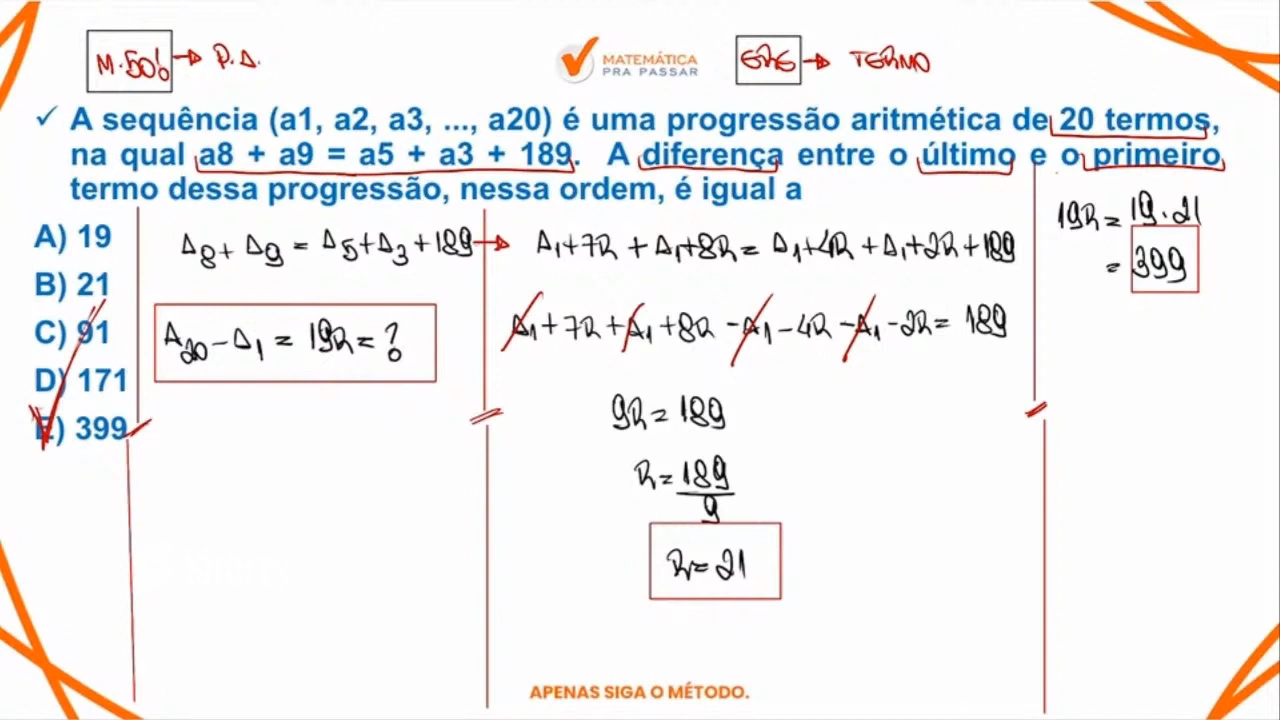 M.50% → P.A.
MATEMÁTICA
PRA PASSAR
→ TERMO
✓ A sequência (a1, a2, a3, ..., a20) é uma progressão aritmética de 20 termos,
na qual a8 + a9 = a5 + a3 + 189. A diferença entre o último e o primeiro
termo dessa progressão, nessa ordem, é igual a
A) 19
B) 21
C) 91
D) 171
E) 399
A8 + A9 = A5 + A3 + 189 →
A20 - A1 = 19R = ?
A1 + 7R + A1 + 8R = A1 + 4R + A1 + 2R + 189
A1 + 7R + A1 + 8R - A1 - 4R - A1 - 2R = 189
9R = 189
R = 189
9
R = 21
19R = 19.21
= 399
APENAS SIGA O MÉTODO.